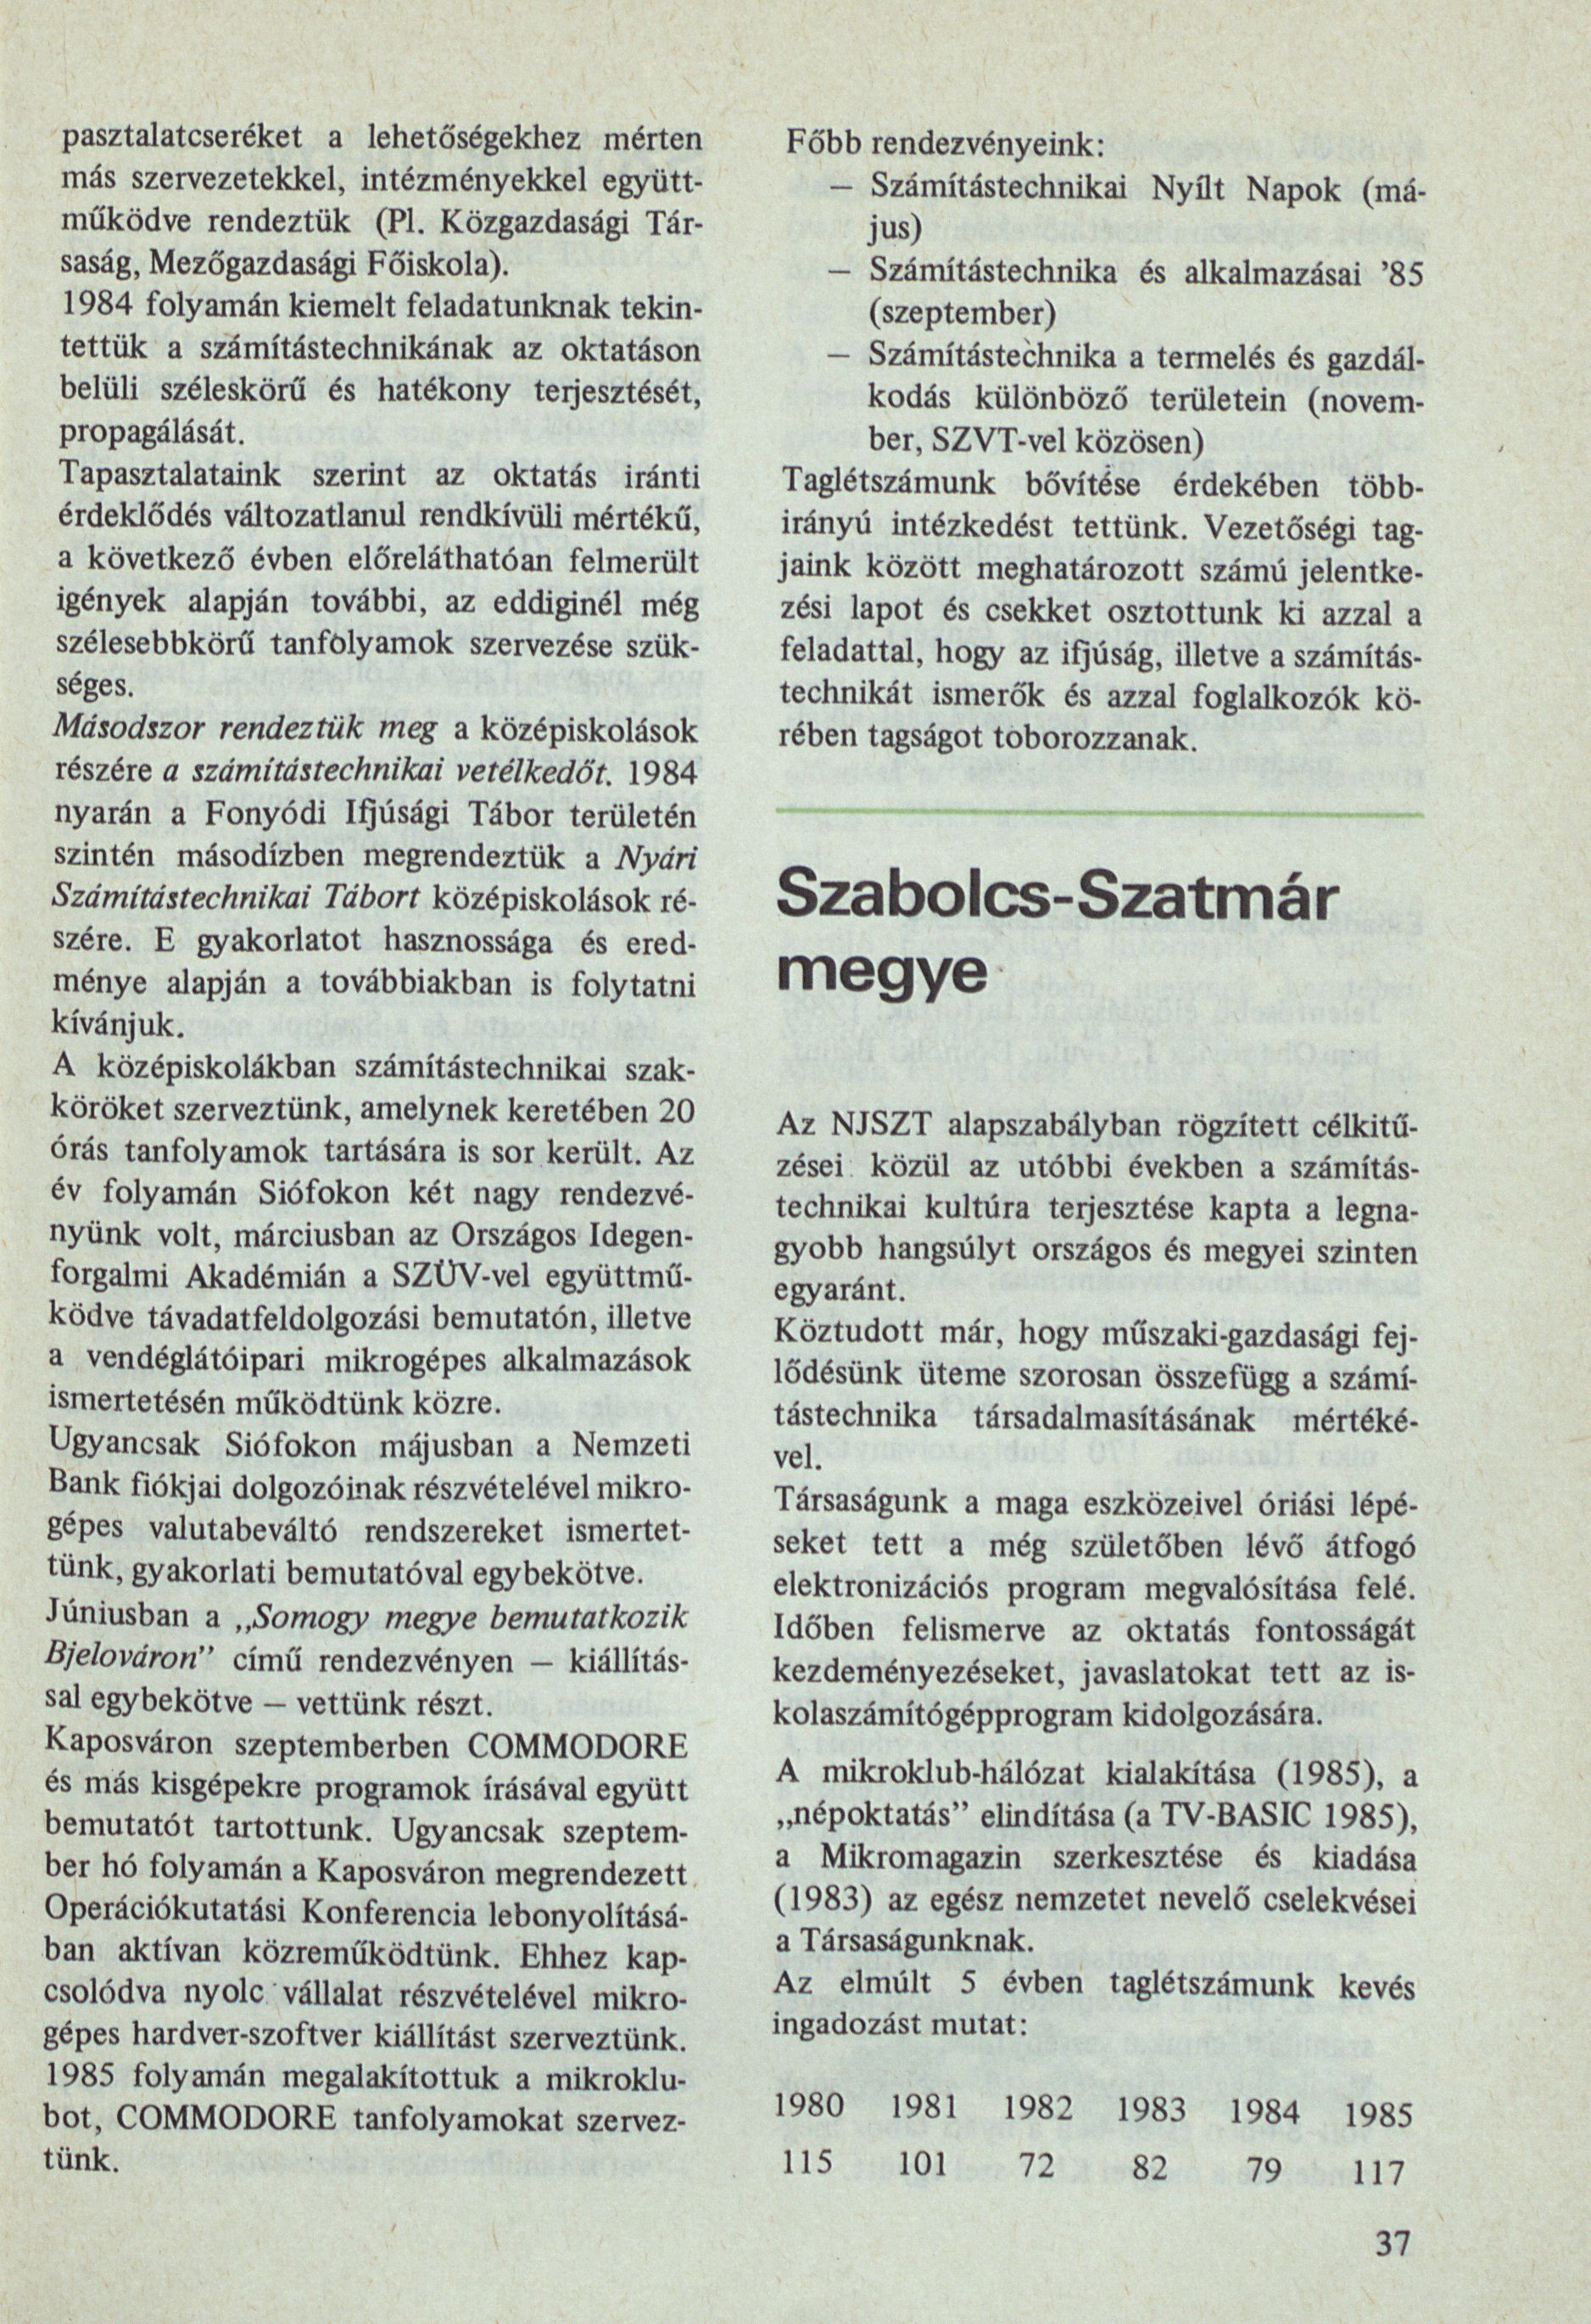 pasztalatcseréket a lehetőségekhez mérten
más szervezetekkel, intézményekkel együtt-
működve rendeztük (Pl. Közgazdasági Tár-
saság, Mezőgazdasági Főiskola).
1984 folyamán kiemelt feladatunknak tekin-
tettük a számítástechnikának az oktatáson
belüli széleskörű és hatékony terjesztését,
propagálását.
Tapasztalataink szerint az oktatás iránti
érdeklődés változatlanul rendkívüli mértékű,
a következő évben előreláthatóan felmerült
igények alapján további, az eddiginél még
szélesebbkörű tanfolyamok szervezése szük-
séges.
Másodszor rendeztük meg a középiskolások
részére a számítástechnikai vetélkedőt. 1984
nyarán a Fonyódi Ifjúsági Tábor területén
szintén másodízben megrendeztük a Nyári
Számítástechnikai Tábort középiskolások ré-
szére. E gyakorlatot hasznossága és ered-
ménye alapján a továbbiakban is folytatni
kívánjuk.
A középiskolákban számítástechnikai szak-
köröket szerveztünk, amelynek keretében 20
órás tanfolyamok tartására is sor került. Az
év folyamán Siófokon két nagy rendezvé-
nyünk volt, márciusban az Országos Idegen-
forgalmi Akadémián a SZÜV-vel együttmű-
ködve távadatfeldolgozási bemutatón, illetve
a vendéglátóipari mikrogépes alkalmazások
ismertetésén működtünk közre.
Ugyancsak Siófokon májusban a Nemzeti
Bank fiókjai dolgozóinak részvételével mikro-
gépes valutabeváltó rendszereket ismertet-
tünk, gyakorlati bemutatóval egybekötve.
Júniusban a „Somogy megye bemutatkozik
Bjelováron” című rendezvényen — kiállítás-
sal egybekötve — vettünk részt.
Kaposváron szeptemberben COMMODORE
és más kisgépekre programok írásával együtt
bemutatót tartottunk. Ugyancsak szeptem-
ber hó folyamán a Kaposváron megrendezett
Operációkutatási Konferencia lebonyolításá-
ban aktívan közreműködtünk. Ehhez kap-
csolódva nyolc vállalat részvételével mikro-
gépes hardver-szoftver kiállítást szerveztünk.
1985 folyamán megalakítottuk a mikroklu-
bot, COMMODORE tanfolyamokat szervez-
tünk.
Főbb rendezvényeink:
— Számítástechnikai Nyílt Napok (má-
jus)
— Számítástechnika és alkalmazásai ’85
(szeptember)
— Számítástechnika a termelés és gazdál-
kodás különböző területein (novem-
ber, SZVT-vel közösen)
Taglétszámunk bővítése érdekében több-
irányú intézkedést tettünk. Vezetőségi tag-
jaink között meghatározott számú jelentke-
zési lapot és csekket osztottunk ki azzal a
feladattal, hogy az ifjúság, illetve a számítás-
technikát ismerők és azzal foglalkozók kö-
rében tagságot toborozzanak.
Szabolcs-Szatmár
megye
Az NJSZT alapszabályban rögzített célkitű-
zései közül az utóbbi években a számítás-
technikai kultúra terjesztése kapta a legna-
gyobb hangsúlyt országos és megyei szinten
egyaránt.
Köztudott már, hogy műszaki-gazdasági fej-
lődésünk üteme szorosan összefügg a számí-
tástechnika társadalmasításának mértéké-
vel.
Társaságunk a maga eszközeivel óriási lépé-
seket tett a még születőben lévő átfogó
elektronizációs program megvalósítása felé.
Időben felismerve az oktatás fontosságát
kezdeményezéseket, javaslatokat tett az is-
kolaszámítógépprogram kidolgozására.
A mikroklub-hálózat kialakítása (1985), a
„népoktatás” elindítása (a TV-BASIC 1985),
a Mikromagazin szerkesztése és kiadása
(1983) az egész nemzetet nevelő cselekvései
a Társaságunknak.
Az elmúlt 5 évben taglétszámunk kevés
ingadozást mutat:
1980 1981 1982 1983 1984 1985
115 101 72 82 79 117
37